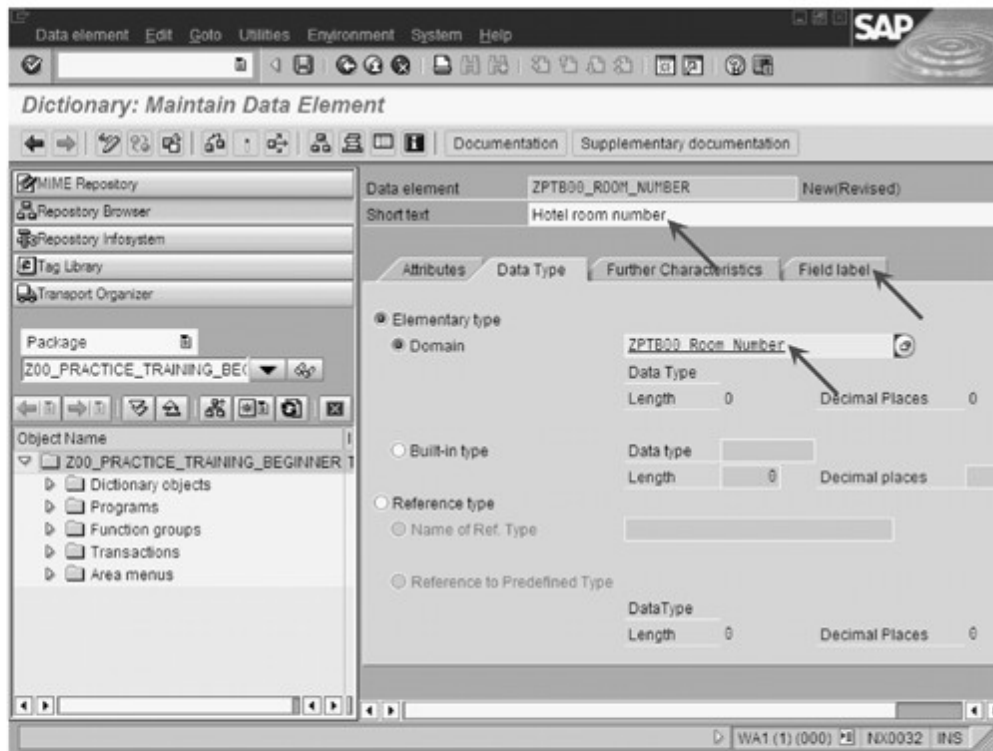 Data element Edit Goto Utilities Environment System Help
SAP
Dictionary: Maintain Data Element
Documentation Supplementary documentation
MIME Repository
Repository Browser
Repository Infosystem
Tag Library
Transport Organizer
Package
Z00_PRACTICE_TRAINING_BE(
Object Name
Z00_PRACTICE_TRAINING_BEGINNER T
Dictionary objects
Programs
Function groups
Transactions
Area menus
Data element ZPTB00_ROOM_NUMBER New(Revised)
Short text Hotel room number
Attributes Data Type Further Characteristics Field label
Elementary type
Domain ZPTB00_Room_Number
Data Type
Length 0 Decimal Places 0
Built-in type Data type
Length 0 Decimal places
Reference type
Name of Ref. Type
Reference to Predefined Type
DataType
Length 0 Decimal Places 0
WA1 (1) (000) NX0032 INS